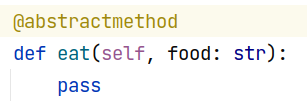 @abstractmethod
def eat(self, food: str):
    pass